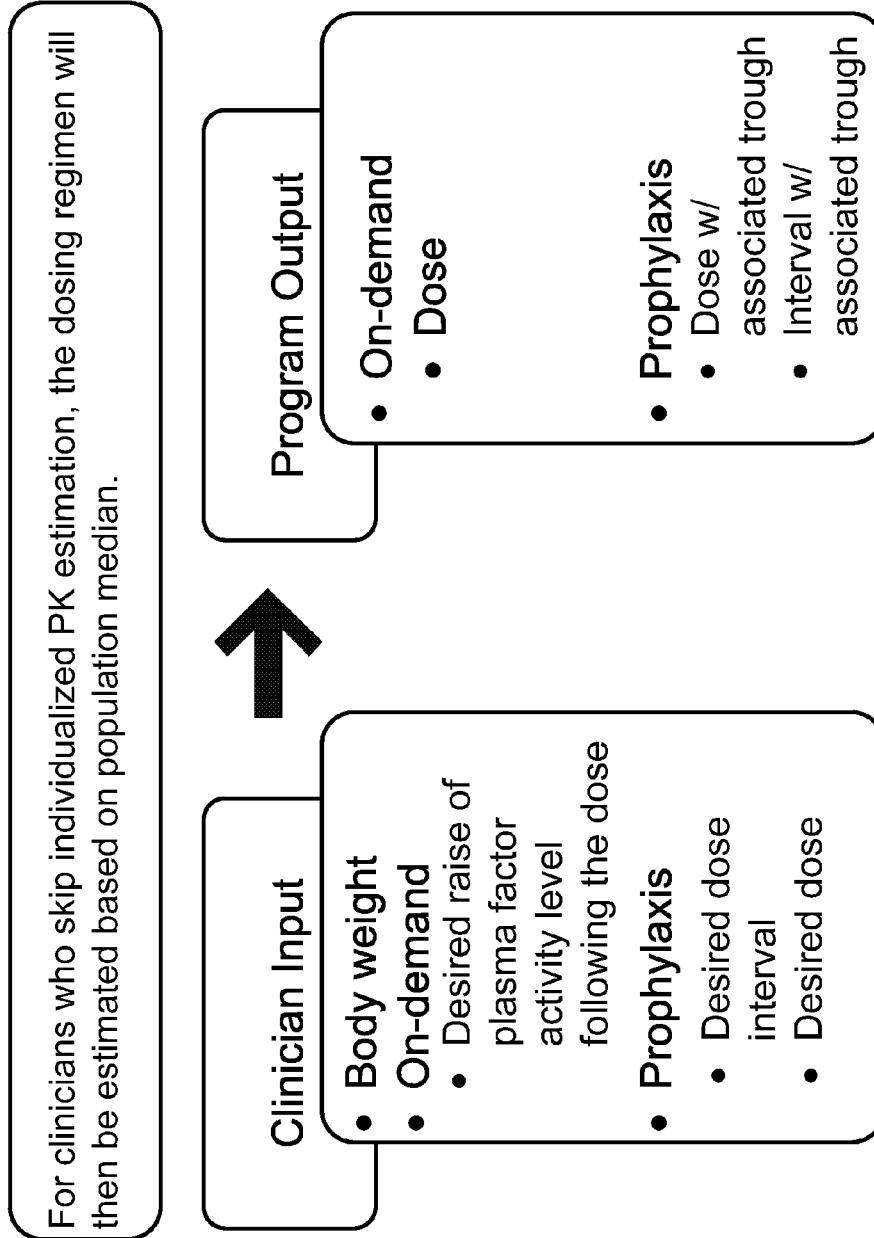 For clinicians who skip individualized PK estimation, the dosing regimen will
then be estimated based on population median.
Clinician Input
• Body weight
• On-demand
• Desired raise of
plasma factor
activity level
following the dose
• Prophylaxis
• Desired dose
interval
• Desired dose
Program Output
• On-demand
• Dose
• Prophylaxis
• Dose w/
associated trough
• Interval w/
associated trough